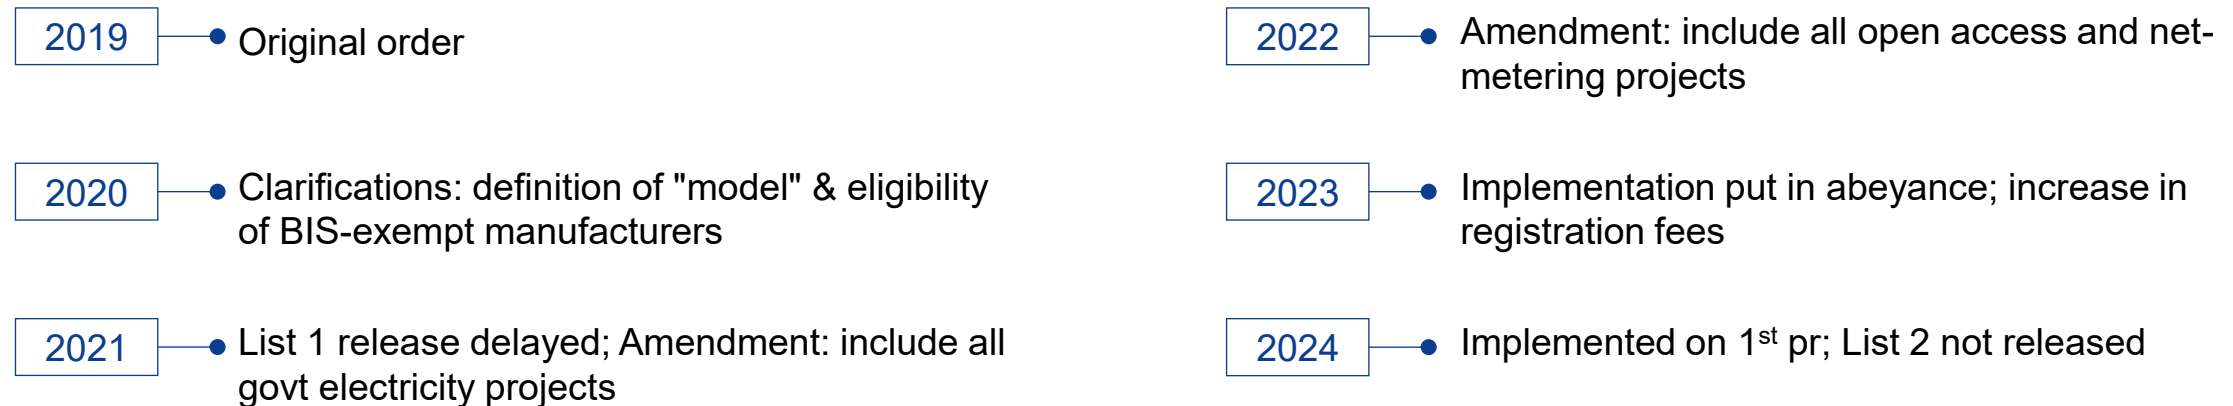 2019
Original order
2020
Clarifications: definition of "model" & eligibility
of BIS-exempt manufacturers
2021
List 1 release delayed; Amendment: include all
govt electricity projects
2022
Amendment: include all open access and net-
metering projects
2023
Implementation put in abeyance; increase in
registration fees
2024
Implemented on 1st pr; List 2 not released